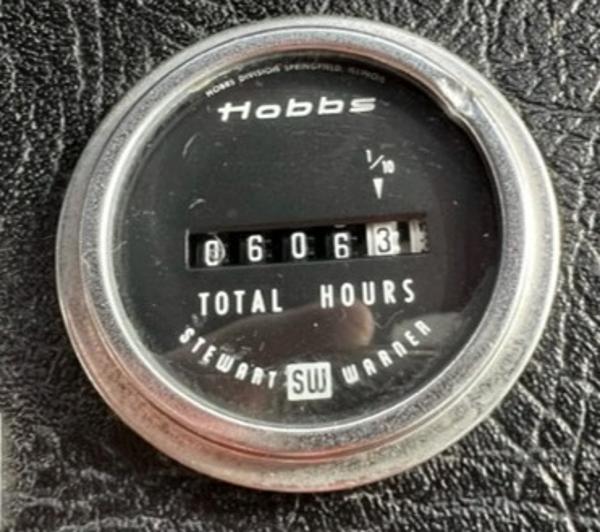 HOBBS DIVISION SPRINGFIELD, ILLINOIS
Hobbs
1/10
06063
TOTAL HOURS
STEWART SW WARNER